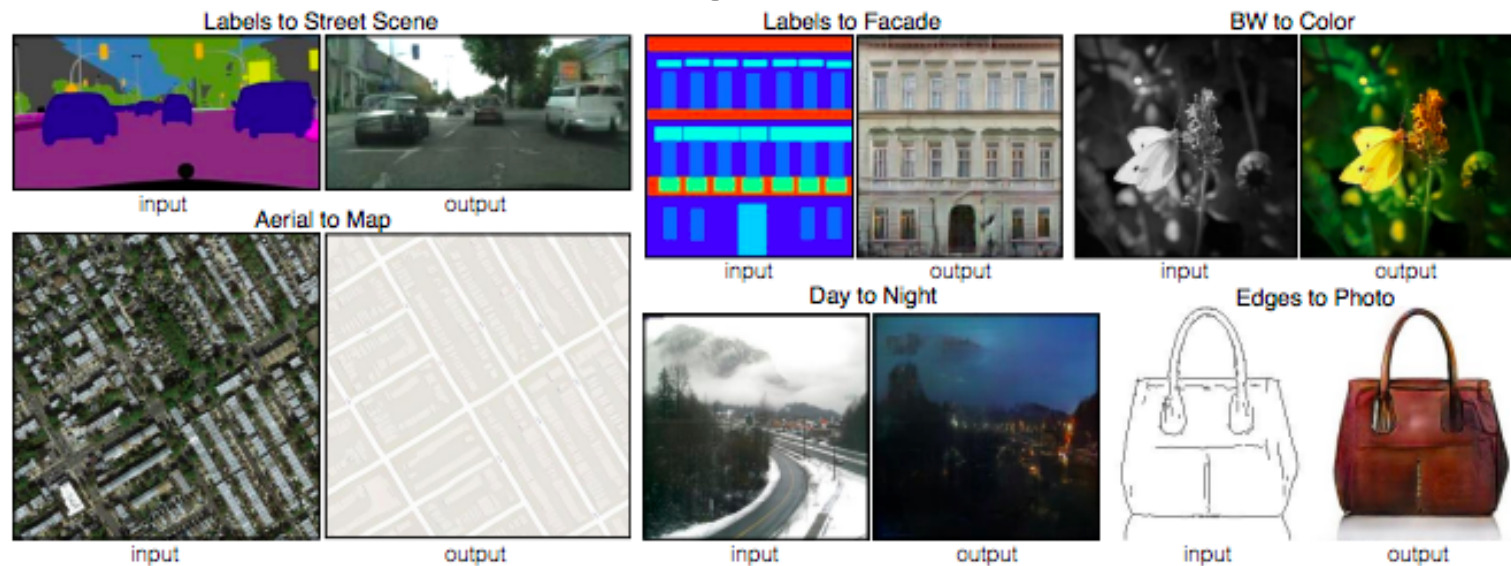 Labels to Street Scene
input
output
Aerial to Map
input
output
Labels to Facade
input
output
BW to Color
input
output
Day to Night
input
output
Edges to Photo
input
output